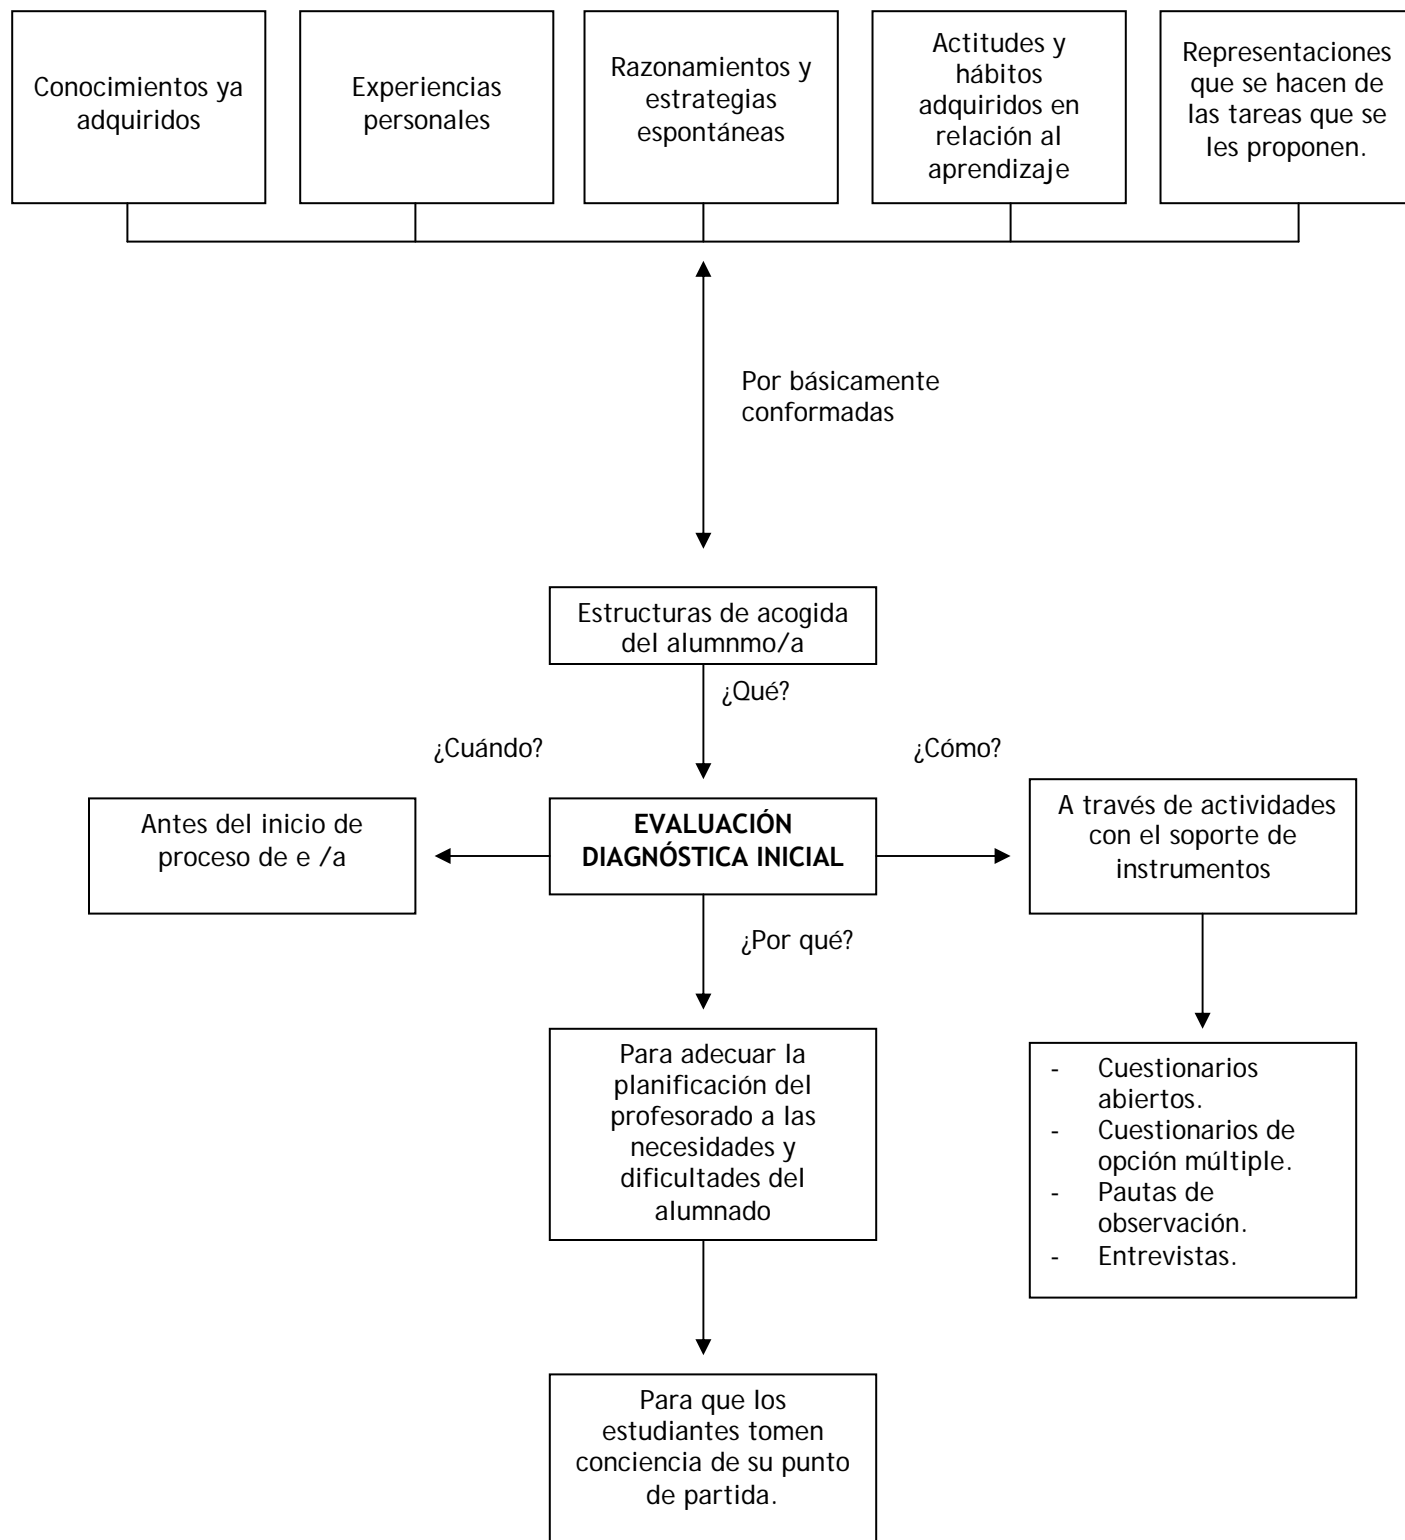 Conocimientos ya
adquiridos
Experiencias
personales
Razonamientos y
estrategias
espontáneas
Actitudes y
hábitos
adquiridos en
relación al
aprendizaje
Representaciones
que se hacen de
las tareas que se
les proponen.
Por básicamente
conformadas
Estructuras de acogida
del alumnmo/a
¿Qué?
¿Cuándo?
¿Cómo?
Antes del inicio de
proceso de e /a
EVALUACIÓN
DIAGNÓSTICA INICIAL
A través de actividades
con el soporte de
instrumentos
¿Por qué?
Para adecuar la
planificación del
profesorado a las
necesidades y
dificultades del
alumnado
- Cuestionarios
abiertos.
- Cuestionarios de
opción múltiple.
- Pautas de
observación.
- Entrevistas.
Para que los
estudiantes tomen
conciencia de su punto
de partida.